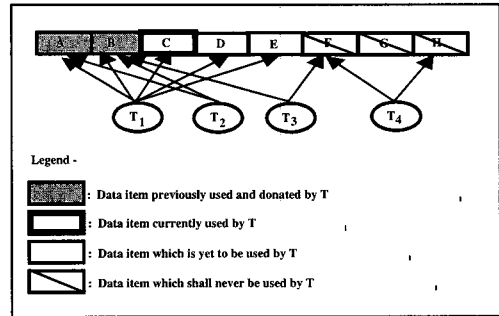 A B C D E F G H
T1 T2 T3 T4
Legend -
: Data item previously used and donated by T
: Data item currently used by T
: Data item which is yet to be used by T
: Data item which shall never be used by T